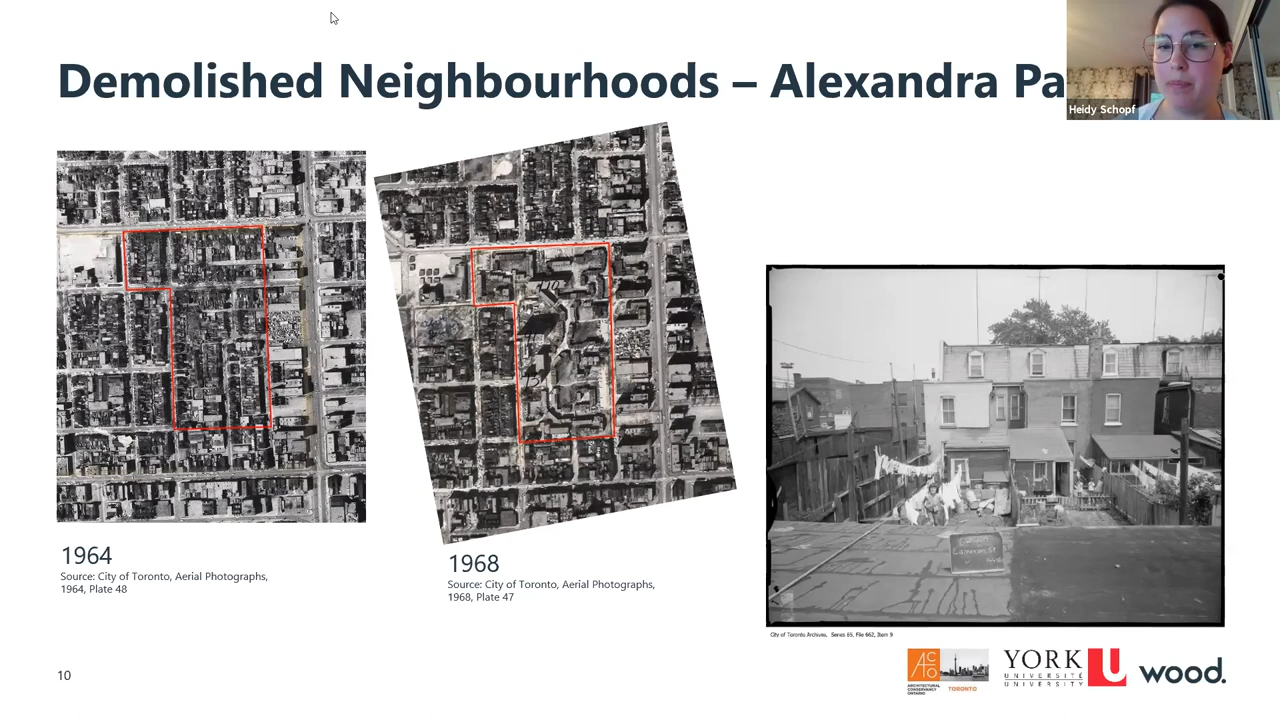 Demolished Neighbourhoods – Alexandra Pa
Heidy Schopf
1964
Source: City of Toronto, Aerial Photographs,
1964, Plate 48
1968
Source: City of Toronto, Aerial Photographs,
1968, Plate 47
City of Toronto Archives, Series 65, File 662, Item 9
10
ACO
ARCHITECTURAL
CONSERVANCY
ONTARIO
TORONTO
YORK
UNIVERSITÉ
UNIVERSITY
U
wood.